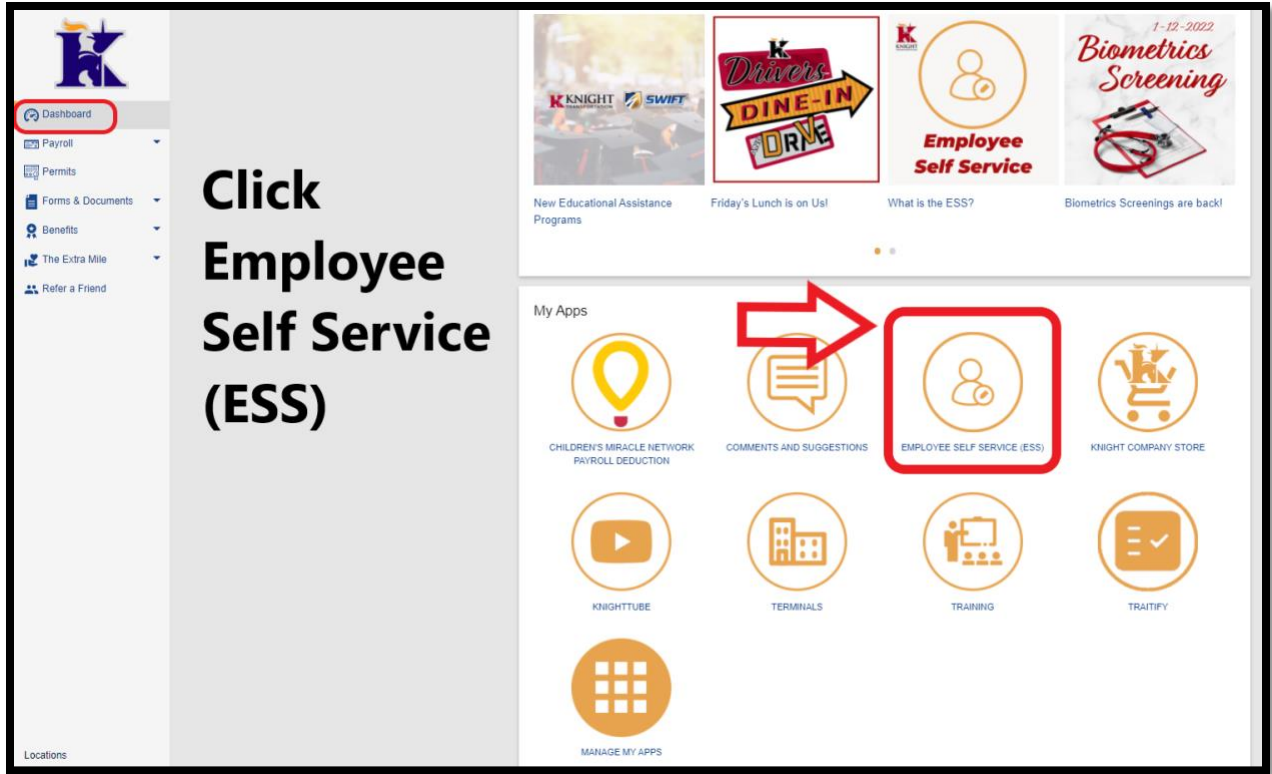 K
Dashboard
Payroll
Permits
Forms & Documents
Benefits
The Extra Mile
Refer a Friend
Locations
Click
Employee
Self Service
(ESS)
KNIGHT
SWIFT
New Educational Assistance
Programs
K
Drivers
DINE-IN
DRIVE
Friday's Lunch is on Us!
K
KNIGHT
Employee
Self Service
What is the ESS?
1-12-2022
Biometrics
Screening
Biometrics Screenings are back!
My Apps
CHILDREN'S MIRACLE NETWORK
PAYROLL DEDUCTION
COMMENTS AND SUGGESTIONS
EMPLOYEE SELF SERVICE (ESS)
KNIGHT COMPANY STORE
KNIGHTTUBE
TERMINALS
TRAINING
TRAITIFY
MANAGE MY APPS